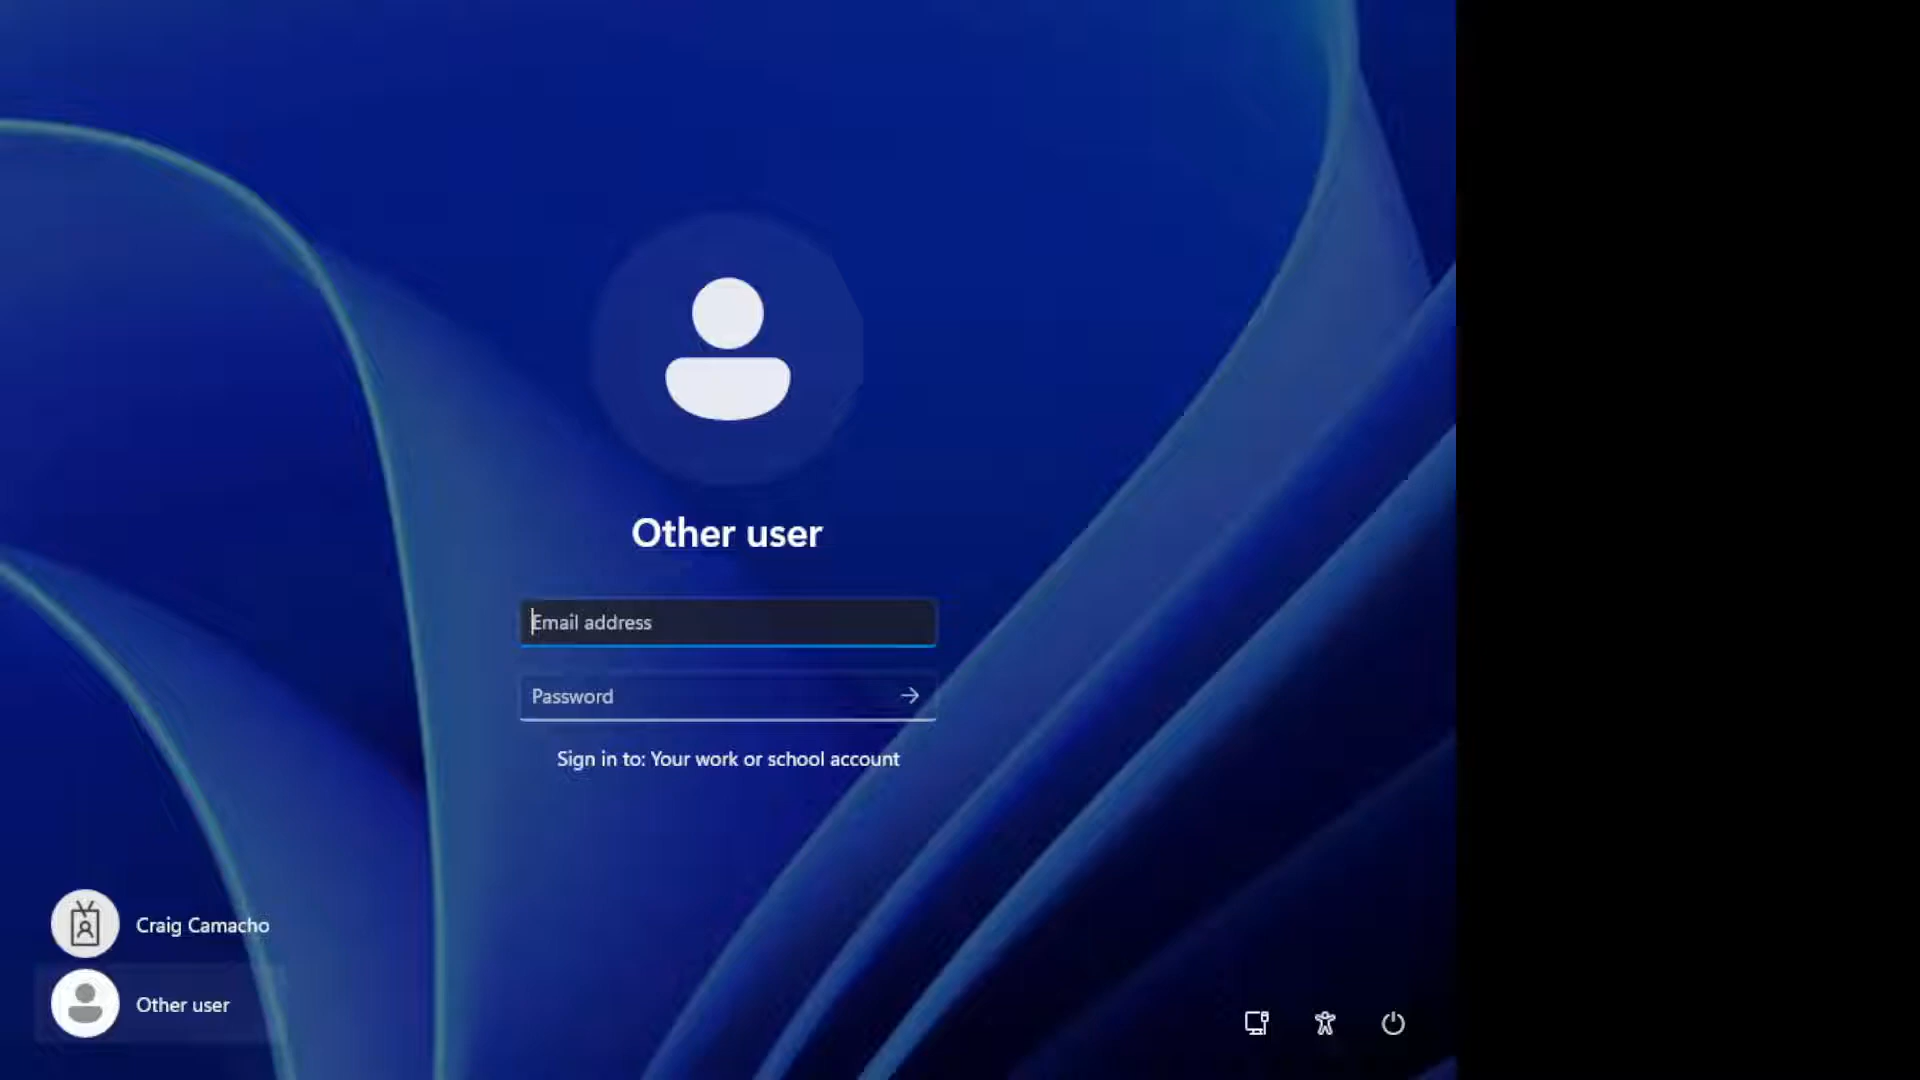 Other user
Email address
Password
Sign in to: Your work or school account
Craig Camacho
Other user